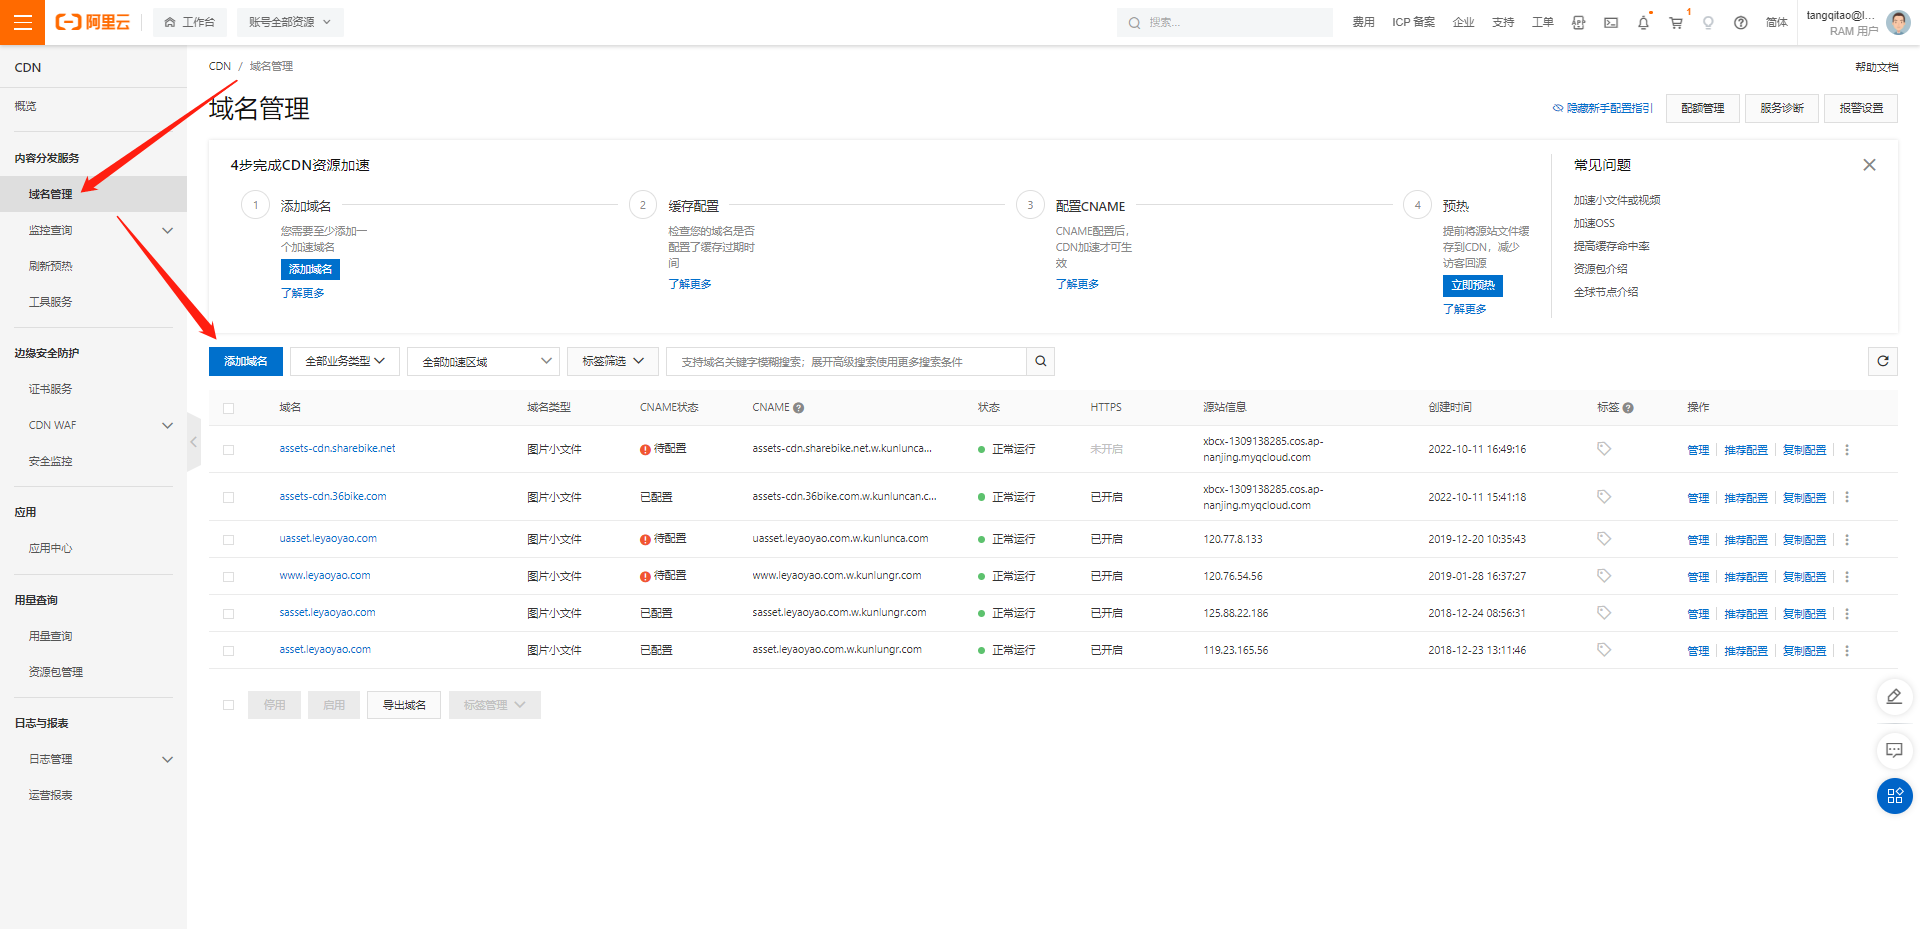 阿里云 工作台 账号全部资源 搜索... 费用 ICP 备案 企业 支持 工单 1 简体 tangqitao@l...
RAM 用户
CDN
概览
内容分发服务
域名管理
监控查询
刷新预热
工具服务
边缘安全防护
证书服务
CDN WAF
安全监控
应用
应用中心
用量查询
用量查询
资源包管理
日志与报表
日志管理
运营报表
CDN / 域名管理 帮助文档
域名管理 隐藏新手配置指引 配额管理 服务诊断 报警设置
4步完成CDN资源加速
1 添加域名
您需要至少添加一
个加速域名
添加域名
了解更多
2 缓存配置
检查您的域名是否
配置了缓存过期时
间
了解更多
3 配置CNAME
CNAME配置后，
CDN加速才可生
效
了解更多
4 预热
提前将源站文件缓
存到CDN，减少
访客回源
立即预热
了解更多
常见问题
加速小文件或视频
加速OSS
提高缓存命中率
资源包介绍
全球节点介绍
添加域名 全部业务类型 全部加速区域 标签筛选 支持域名关键字模糊搜索；展开高级搜索使用更多搜索条件
域名 域名类型 CNAME状态 CNAME 状态 HTTPS 源站信息 创建时间 标签 操作
assets-cdn.sharebike.net 图片小文件 待配置 assets-cdn.sharebike.net.w.kunlunca... 正常运行 未开启 xbcx-1309138285.cos.ap-
nanjing.myqcloud.com 2022-10-11 16:49:16 管理 推荐配置 复制配置
assets-cdn.36bike.com 图片小文件 已配置 assets-cdn.36bike.com.w.kunluncan.c... 正常运行 已开启 xbcx-1309138285.cos.ap-
nanjing.myqcloud.com 2022-10-11 15:41:18 管理 推荐配置 复制配置
uasset.leyaoyao.com 图片小文件 待配置 uasset.leyaoyao.com.w.kunlunca.com 正常运行 已开启 120.77.8.133 2019-12-20 10:35:43 管理 推荐配置 复制配置
www.leyaoyao.com 图片小文件 待配置 www.leyaoyao.com.w.kunlungr.com 正常运行 已开启 120.76.54.56 2019-01-28 16:37:27 管理 推荐配置 复制配置
sasset.leyaoyao.com 图片小文件 已配置 sasset.leyaoyao.com.w.kunlungr.com 正常运行 已开启 125.88.22.186 2018-12-24 08:56:31 管理 推荐配置 复制配置
asset.leyaoyao.com 图片小文件 已配置 asset.leyaoyao.com.w.kunlungr.com 正常运行 已开启 119.23.165.56 2018-12-23 13:11:46 管理 推荐配置 复制配置
停用 启用 导出域名 标签管理